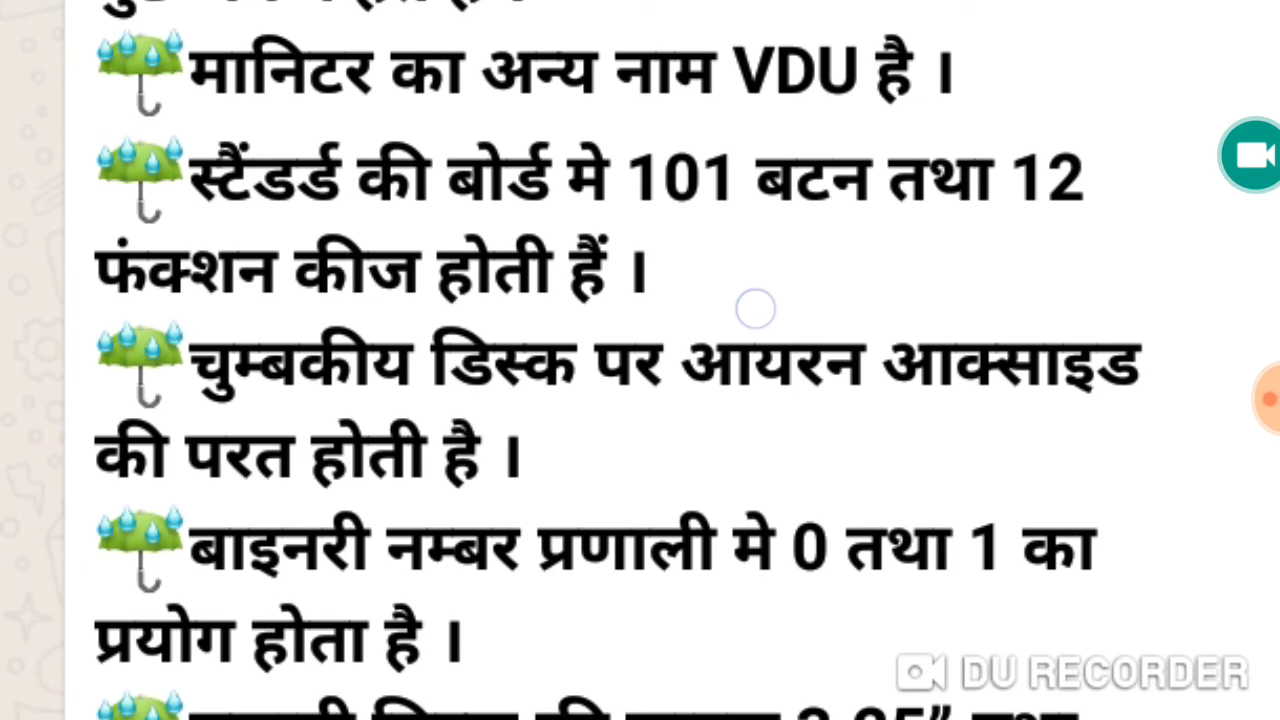 मानिटर का अन्य नाम VDU है ।
स्टैंडर्ड की बोर्ड मे 101 बटन तथा 12
फंक्शन कीज होती हैं ।
चुम्बकीय डिस्क पर आयरन आक्साइड
की परत होती है ।
बाइनरी नम्बर प्रणाली मे 0 तथा 1 का
प्रयोग होता है ।
DU RECORDER